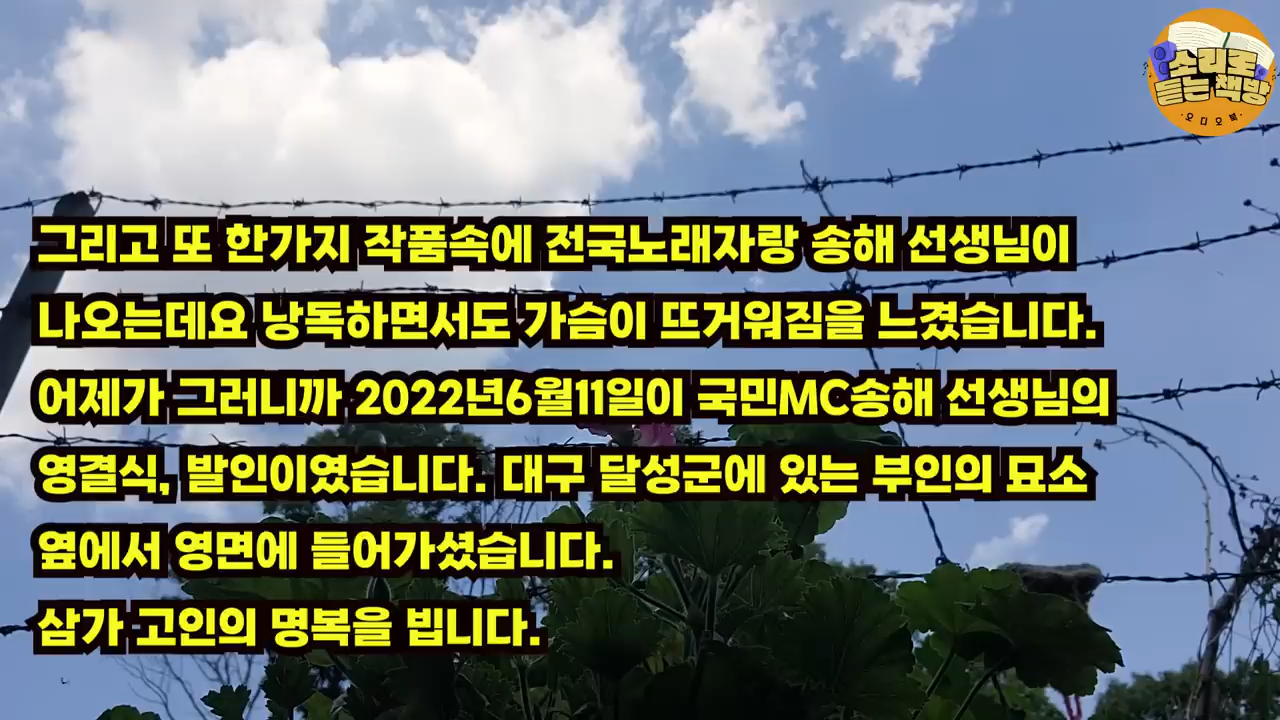 소리로
듣는 책방
·오디오북·
그리고 또 한가지 작품속에 전국노래자랑 송해 선생님이
나오는데요 낭독하면서도 가슴이 뜨거워짐을 느겼습니다.
어제가 그러니까 2022년6월11일이 국민MC송해 선생님의
영결식, 발인이였습니다. 대구 달성군에 있는 부인의 묘소
옆에서 영면에 들어가셨습니다.
삼가 고인의 명복을 빕니다.